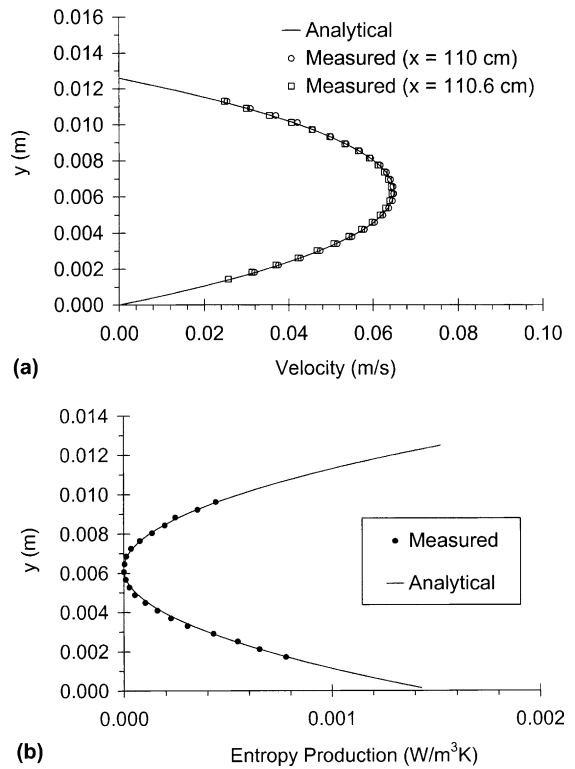 0.016
0.014
0.012
0.010
0.008
0.006
0.004
0.002
0.000
y (m)
Analytical
Measured (x = 110 cm)
Measured (x = 110.6 cm)
0.00 0.02 0.04 0.06 0.08 0.10
(a)
Velocity (m/s)
0.014
0.012
0.010
0.008
0.006
0.004
0.002
0.000
y (m)
Measured
Analytical
0.000 0.001 0.002
(b)
Entropy Production (W/m³K)